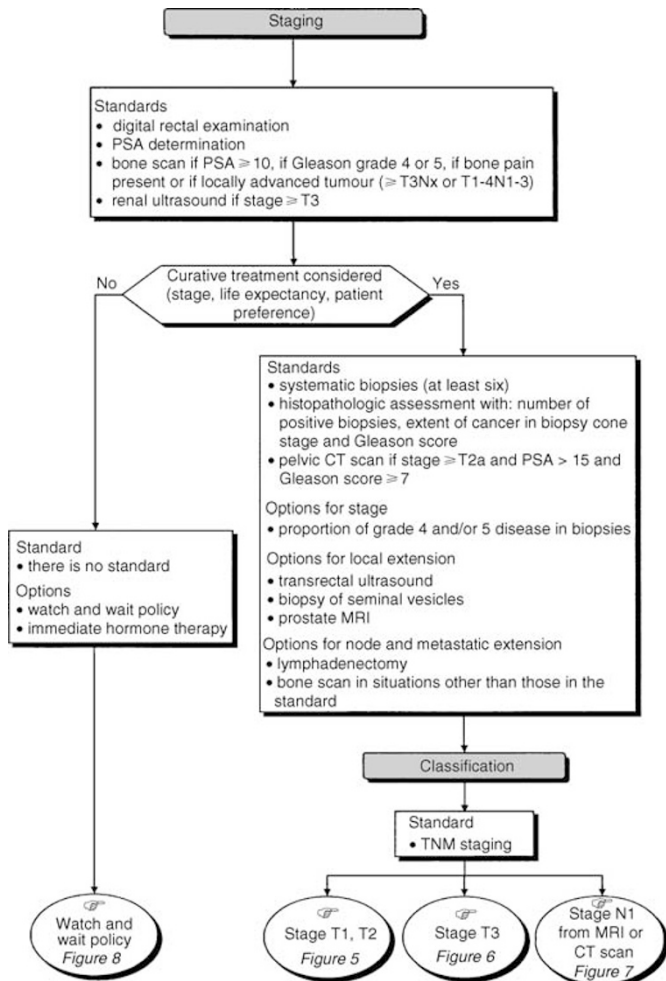 Staging
Standards
• digital rectal examination
• PSA determination
• bone scan if PSA ≥ 10, if Gleason grade 4 or 5, if bone pain
present or if locally advanced tumour (≥ T3Nx or T1-4N1-3)
• renal ultrasound if stage ≥ T3
No
Curative treatment considered
(stage, life expectancy, patient
preference)
Yes
Standards
• systematic biopsies (at least six)
• histopathologic assessment with: number of
positive biopsies, extent of cancer in biopsy cone
stage and Gleason score
• pelvic CT scan if stage ≥ T2a and PSA > 15 and
Gleason score ≥ 7
Options for stage
• proportion of grade 4 and/or 5 disease in biopsies
Options for local extension
• transrectal ultrasound
• biopsy of seminal vesicles
• prostate MRI
Options for node and metastatic extension
• lymphadenectomy
• bone scan in situations other than those in the
standard
Standard
• there is no standard
Options
• watch and wait policy
• immediate hormone therapy
Classification
Standard
• TNM staging
Watch and
wait policy
Figure 8
Stage T1, T2
Figure 5
Stage T3
Figure 6
Stage N1
from MRI or
CT scan
Figure 7